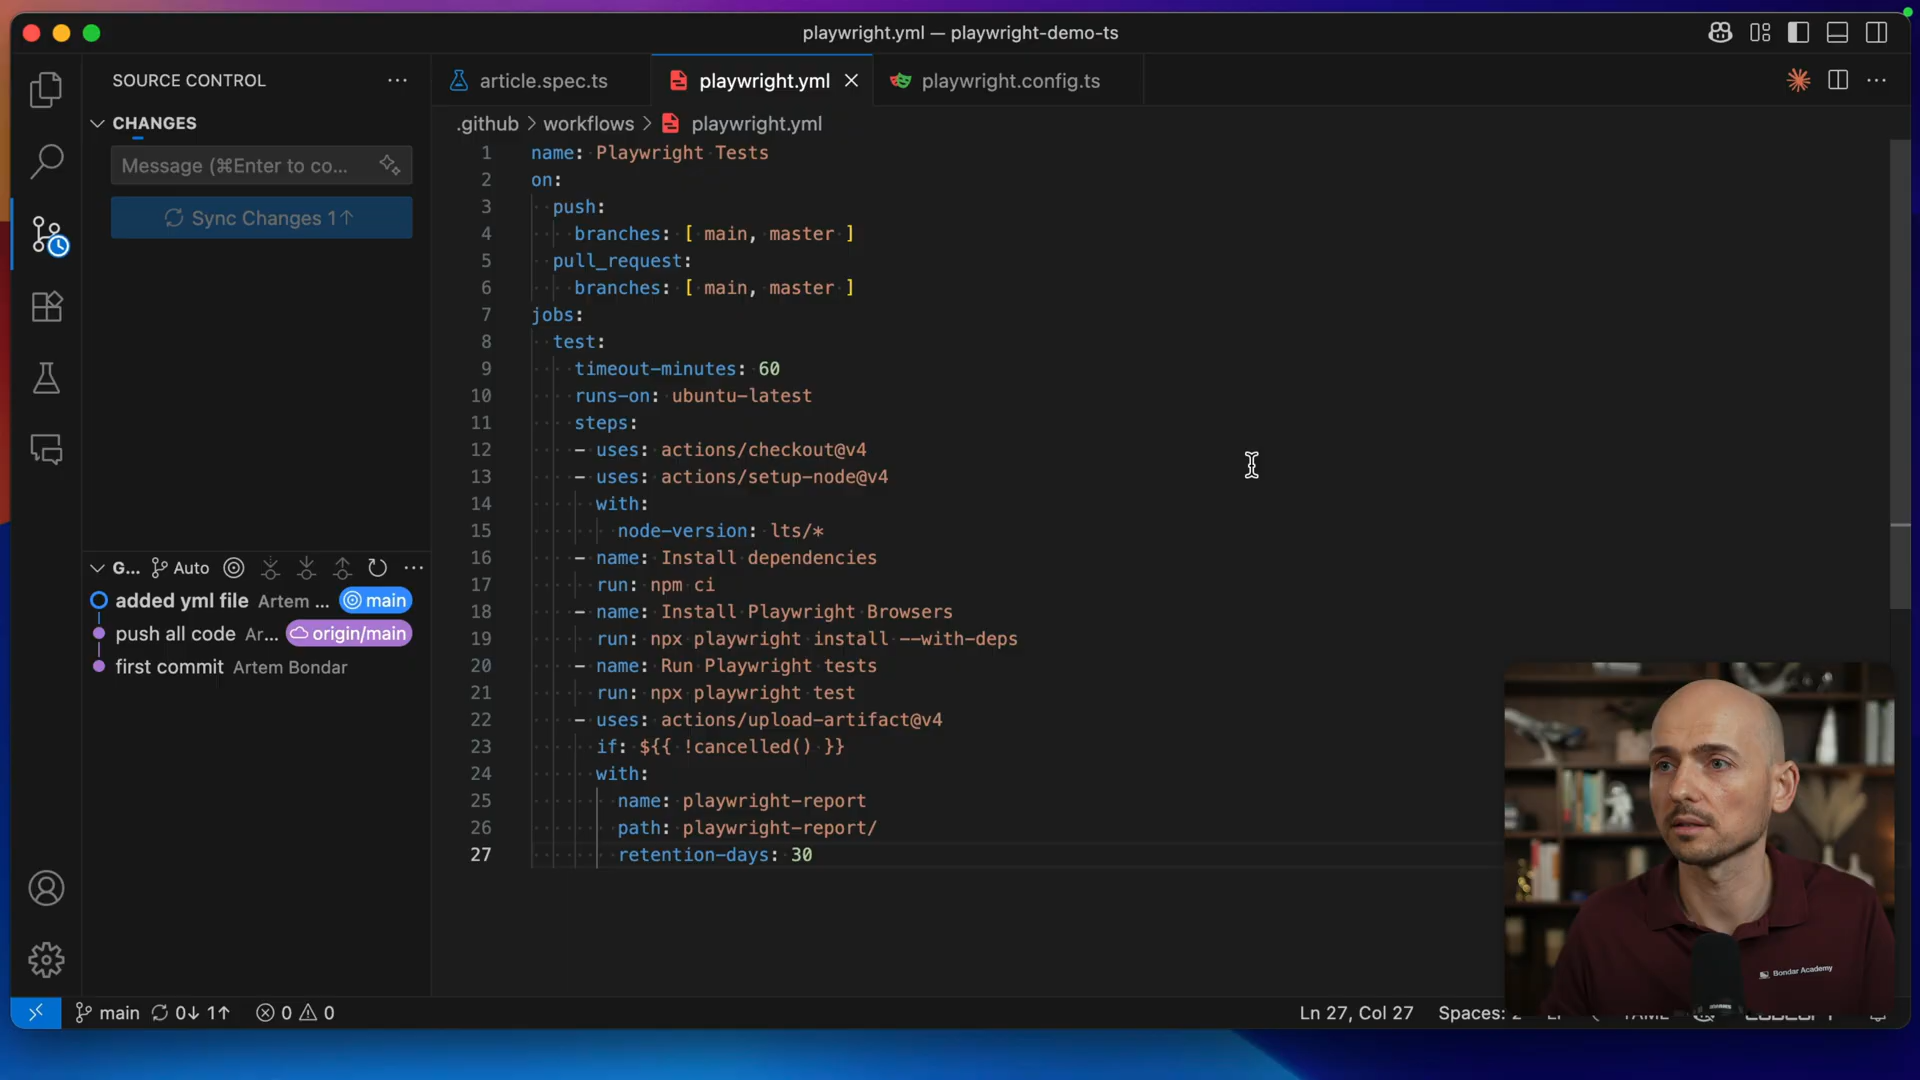 playwright.yml — playwright-demo-ts
SOURCE CONTROL
article.spec.ts
playwright.yml
playwright.config.ts
CHANGES
Message (⌘Enter to co...
Sync Changes 1↑
.github > workflows > playwright.yml
1 name: Playwright Tests
2 on:
3 push:
4 branches: [ main, master ]
5 pull_request:
6 branches: [ main, master ]
7 jobs:
8 test:
9 timeout-minutes: 60
10 runs-on: ubuntu-latest
11 steps:
12 - uses: actions/checkout@v4
13 - uses: actions/setup-node@v4
14 with:
15 node-version: lts/*
16 - name: Install dependencies
17 run: npm ci
18 - name: Install Playwright Browsers
19 run: npx playwright install --with-deps
20 - name: Run Playwright tests
21 run: npx playwright test
22 - uses: actions/upload-artifact@v4
23 if: ${{ !cancelled() }}
24 with:
25 name: playwright-report
26 path: playwright-report/
27 retention-days: 30
G... Auto
added yml file Artem ... main
push all code Ar... origin/main
first commit Artem Bondar
Bondar Academy
main 0↓ 1↑ 0 0
Ln 27, Col 27 Spaces: